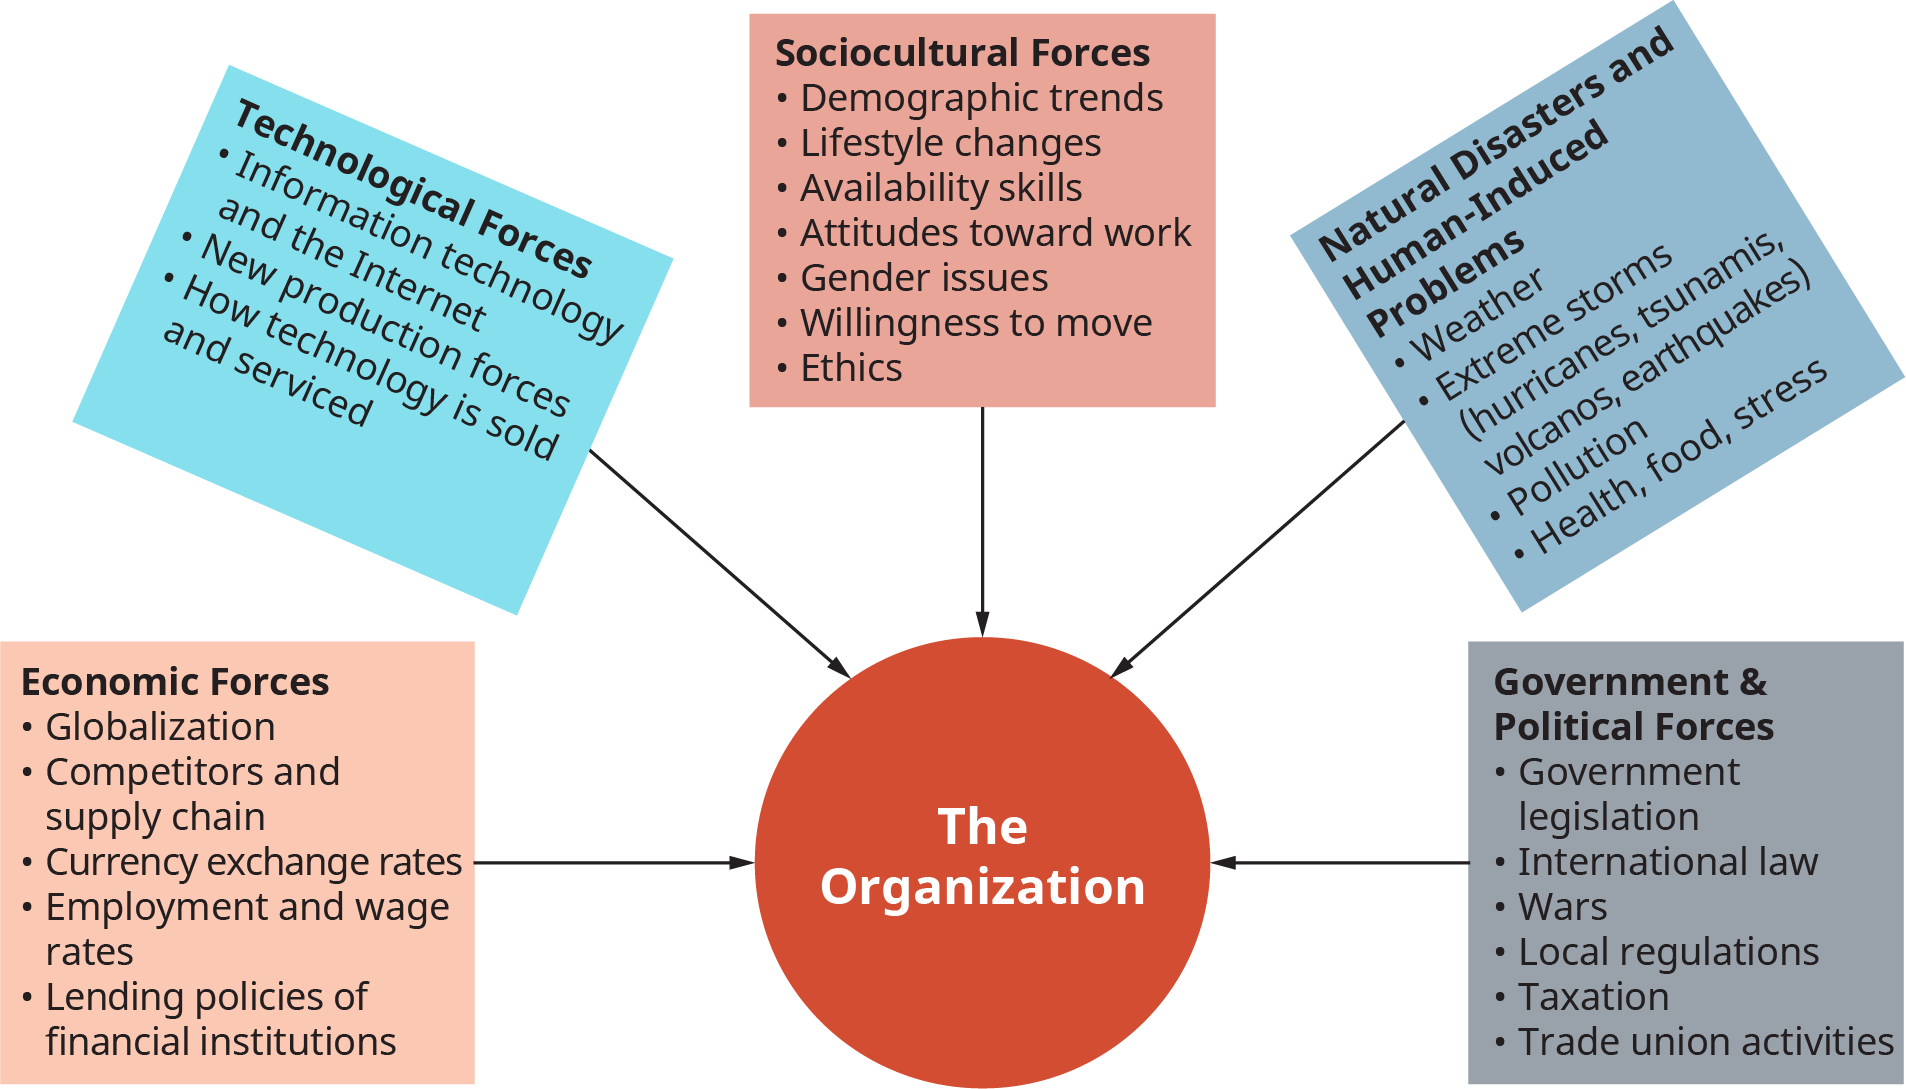 Technological Forces
• Information technology
and the Internet
• New production forces
• How technology is sold
and serviced
Sociocultural Forces
• Demographic trends
• Lifestyle changes
• Availability skills
• Attitudes toward work
• Gender issues
• Willingness to move
• Ethics
Natural Disasters and
Human-Induced
Problems
• Weather
• Extreme storms
(hurricanes, tsunamis,
volcanos, earthquakes)
• Pollution
• Health, food, stress
Economic Forces
• Globalization
• Competitors and
supply chain
• Currency exchange rates
• Employment and wage
rates
• Lending policies of
financial institutions
The
Organization
Government &
Political Forces
• Government
legislation
• International law
• Wars
• Local regulations
• Taxation
• Trade union activities